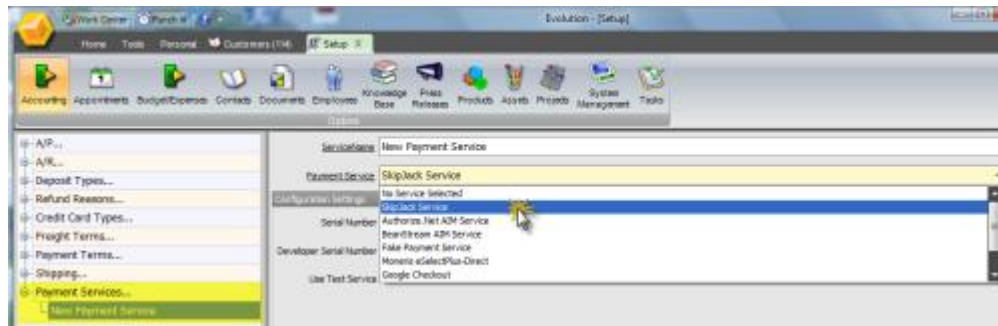 Work Center Punch In
Evolution - [Setup]
Home Tools Personal Customers (114) Setup
Accounting Appointments Budget/Expenses Contacts Documents Employees Knowledge Base Press Releases Products Assets Projects System Management Tasks
Options
A/P...
A/R...
Deposit Types...
Refund Reasons...
Credit Card Types...
Freight Terms...
Payment Terms...
Shipping...
Payment Services...
New Payment Service
ServiceName New Payment Service
Payment Service SkipJack Service
No Service Selected
Configuration Settings SkipJack Service
Serial Number Authorize.Net AIM Service
BeanStream AIM Service
Developer Serial Number Fake Payment Service
Moneris eSelectPlus-Direct
Use Test Service Google Checkout